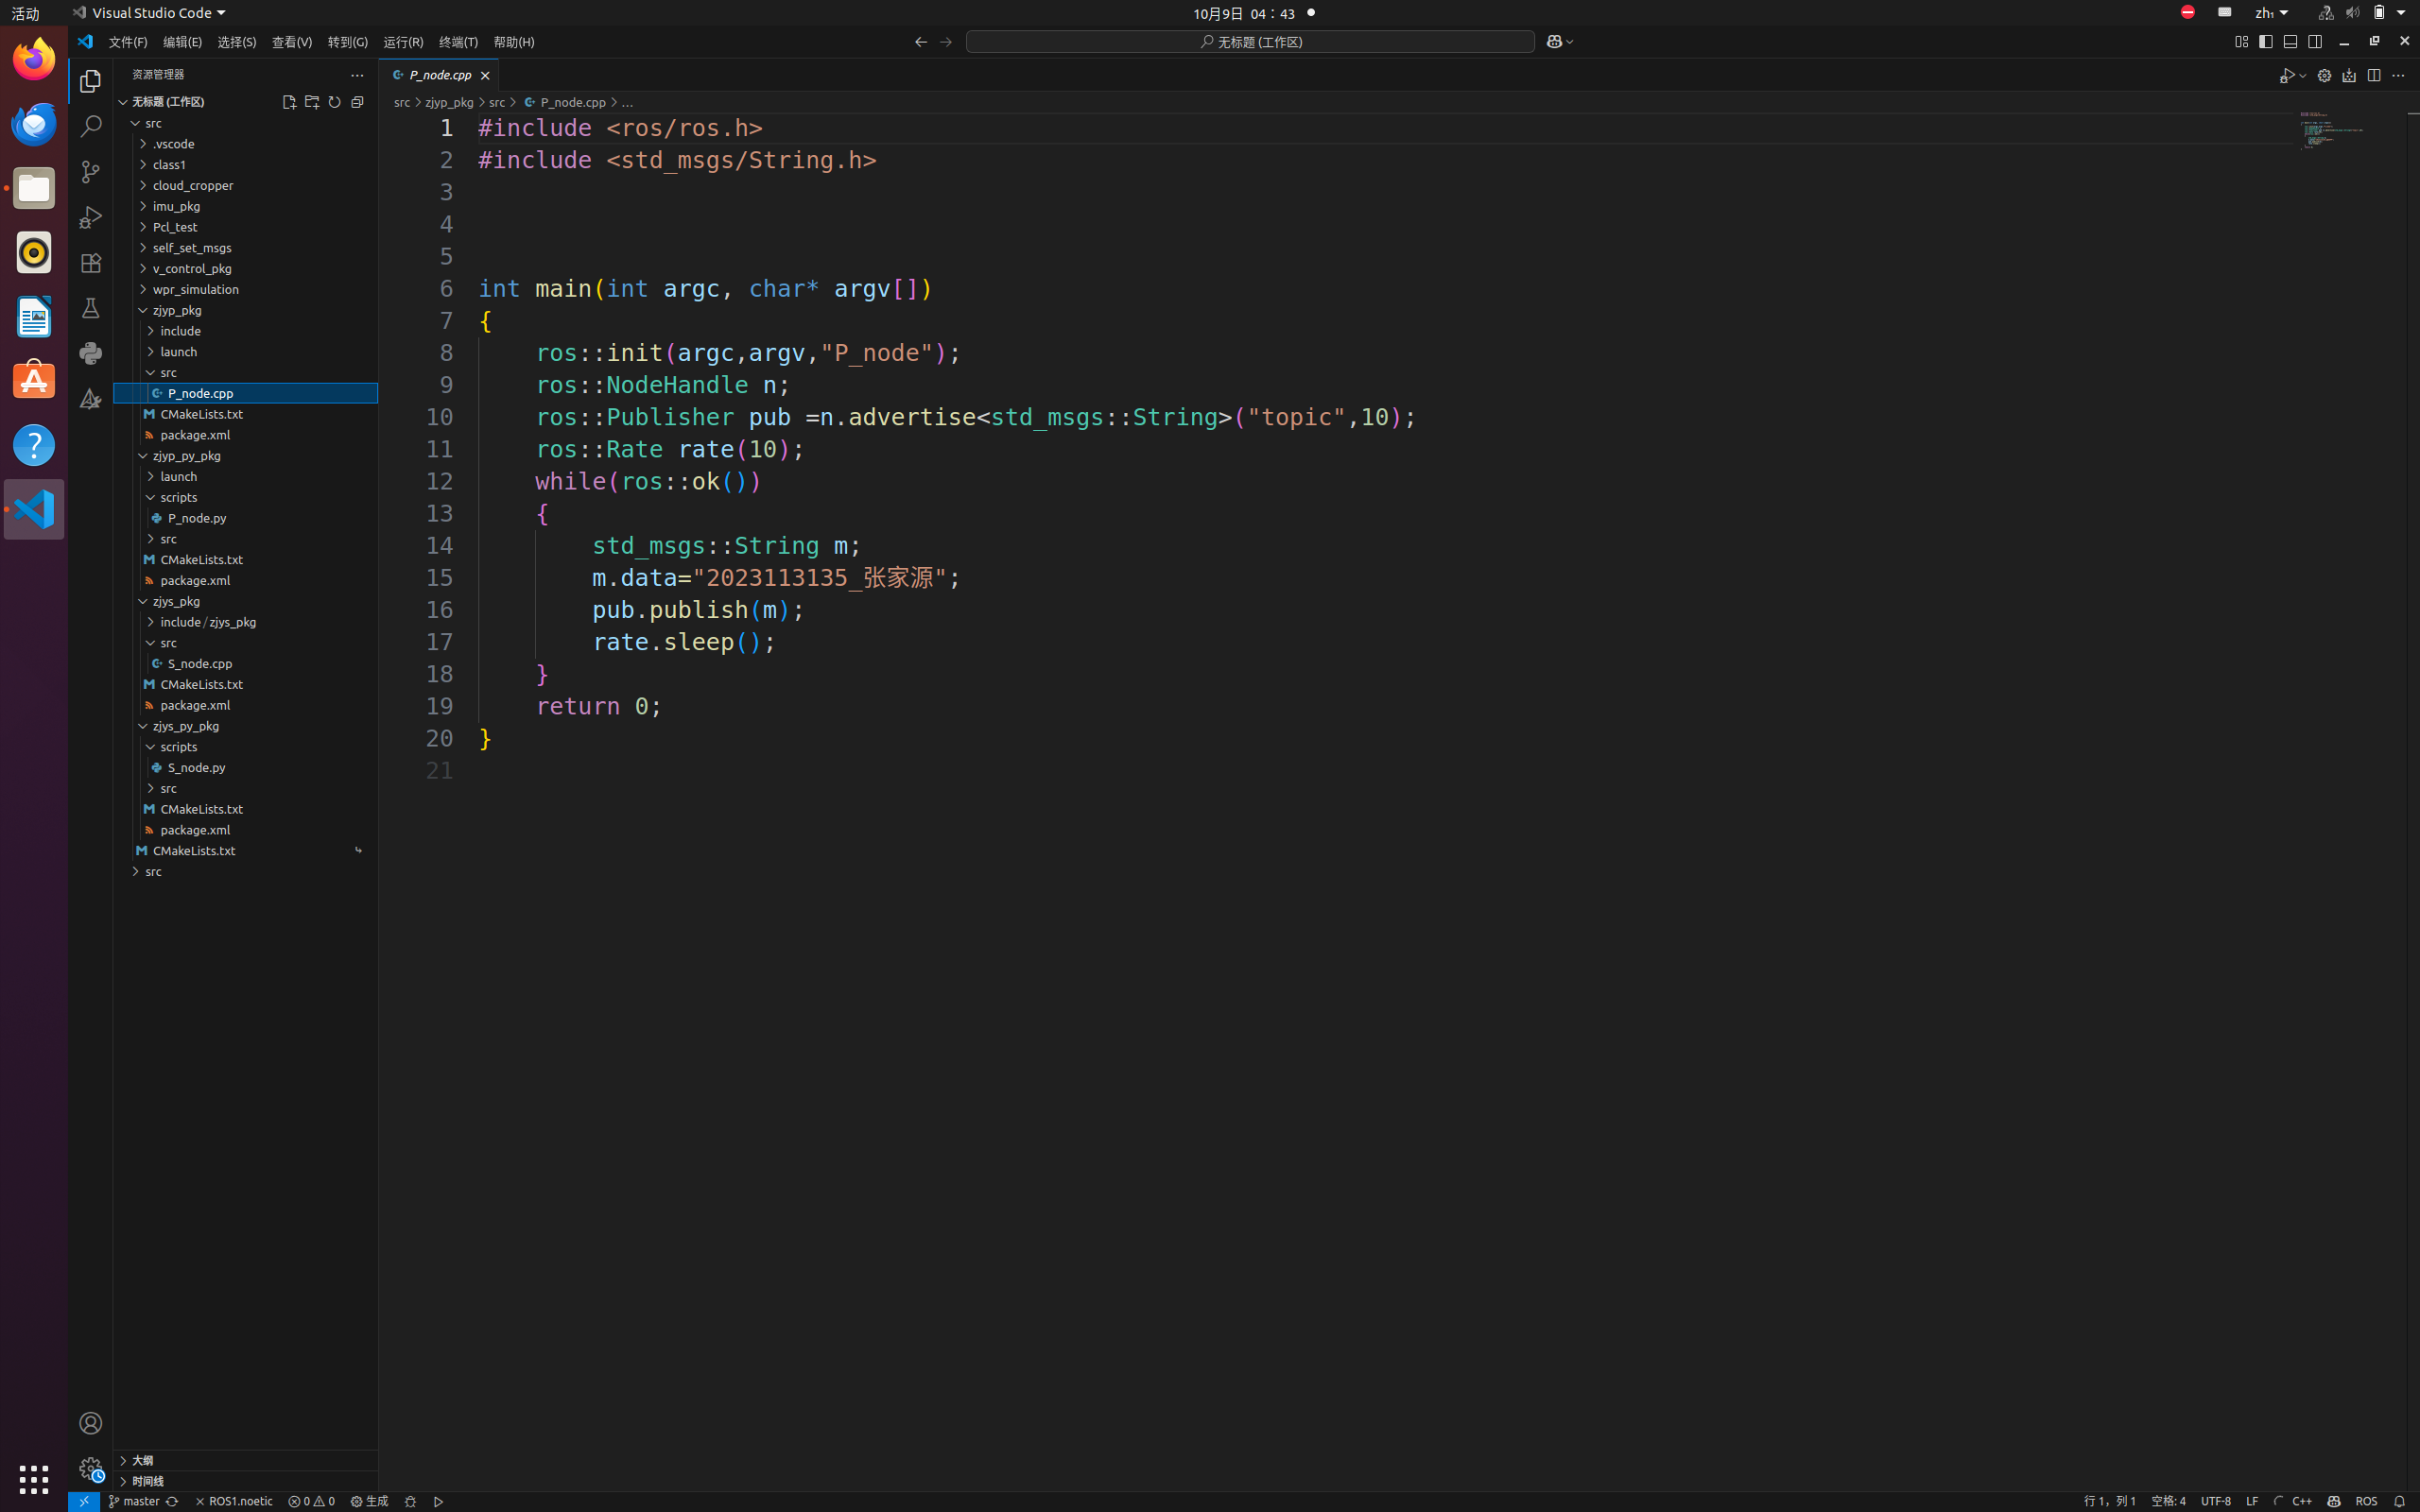 活动
Visual Studio Code
10月9日 04：43
zh₁
文件(F) 编辑(E) 选择(S) 查看(V) 转到(G) 运行(R) 终端(T) 帮助(H)
无标题 (工作区)
资源管理器
无标题 (工作区)
src
.vscode
class1
cloud_cropper
imu_pkg
Pcl_test
self_set_msgs
v_control_pkg
wpr_simulation
zjyp_pkg
include
launch
src
P_node.cpp
CMakeLists.txt
package.xml
zjyp_py_pkg
launch
scripts
P_node.py
src
CMakeLists.txt
package.xml
zjys_pkg
include/zjys_pkg
src
S_node.cpp
CMakeLists.txt
package.xml
zjys_py_pkg
scripts
S_node.py
src
CMakeLists.txt
package.xml
CMakeLists.txt
src
大纲
时间线
P_node.cpp
src > zjyp_pkg > src > P_node.cpp > ...
1 #include <ros/ros.h>
2 #include <std_msgs/String.h>
3
4
5
6 int main(int argc, char* argv[])
7 {
8     ros::init(argc,argv,"P_node");
9     ros::NodeHandle n;
10     ros::Publisher pub =n.advertise<std_msgs::String>("topic",10);
11     ros::Rate rate(10);
12     while(ros::ok())
13     {
14         std_msgs::String m;
15         m.data="2023113135_张家源";
16         pub.publish(m);
17         rate.sleep();
18     }
19     return 0;
20 }
21
master ROS1.noetic 0 0 生成
行 1，列 1 空格: 4 UTF-8 LF C++ ROS